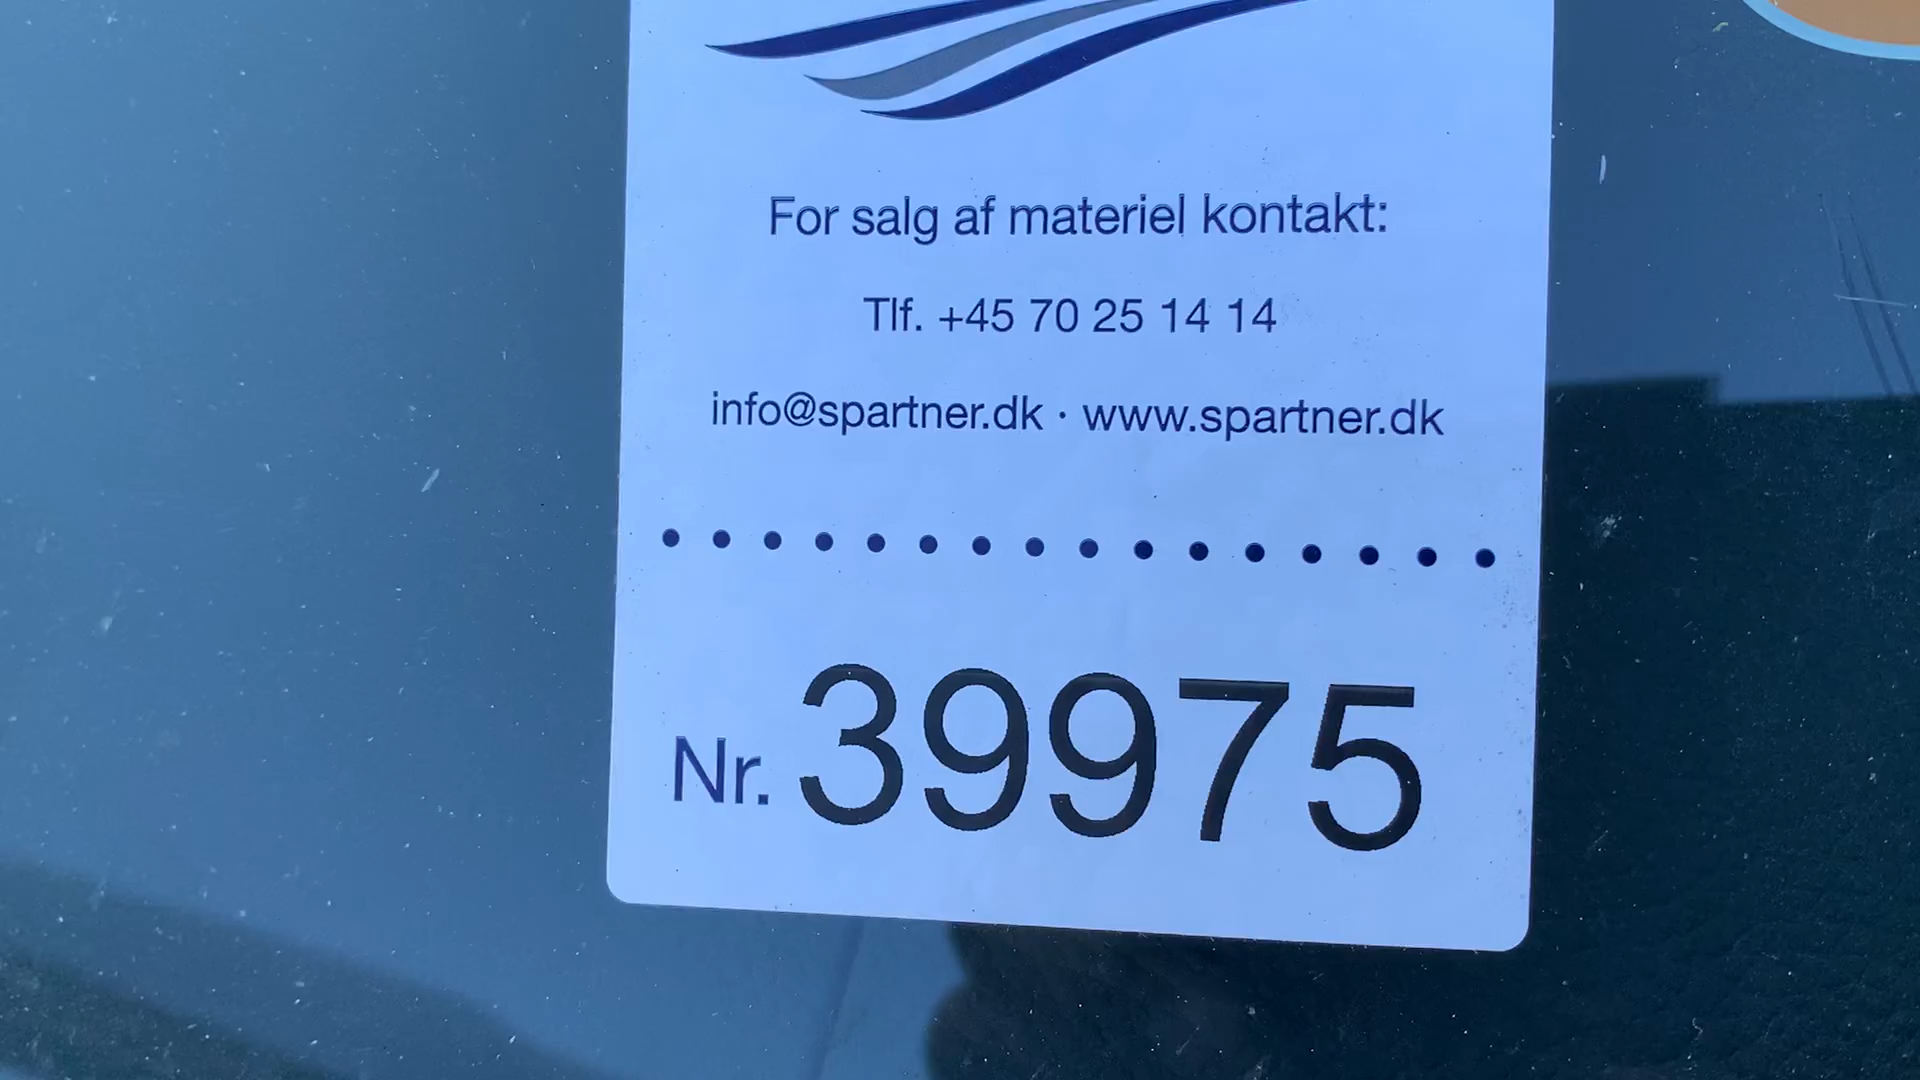 For salg af materiel kontakt:
Tlf. +45 70 25 14 14
info@spartner.dk · www.spartner.dk
Nr. 39975